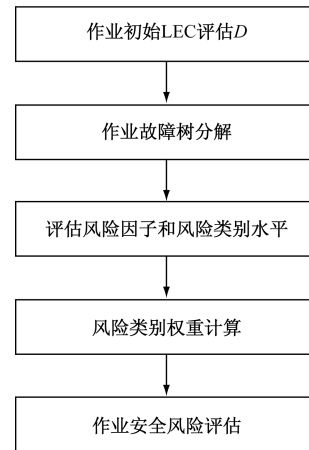 作业初始LEC评估D
作业故障树分解
评估风险因子和风险类别水平
风险类别权重计算
作业安全风险评估